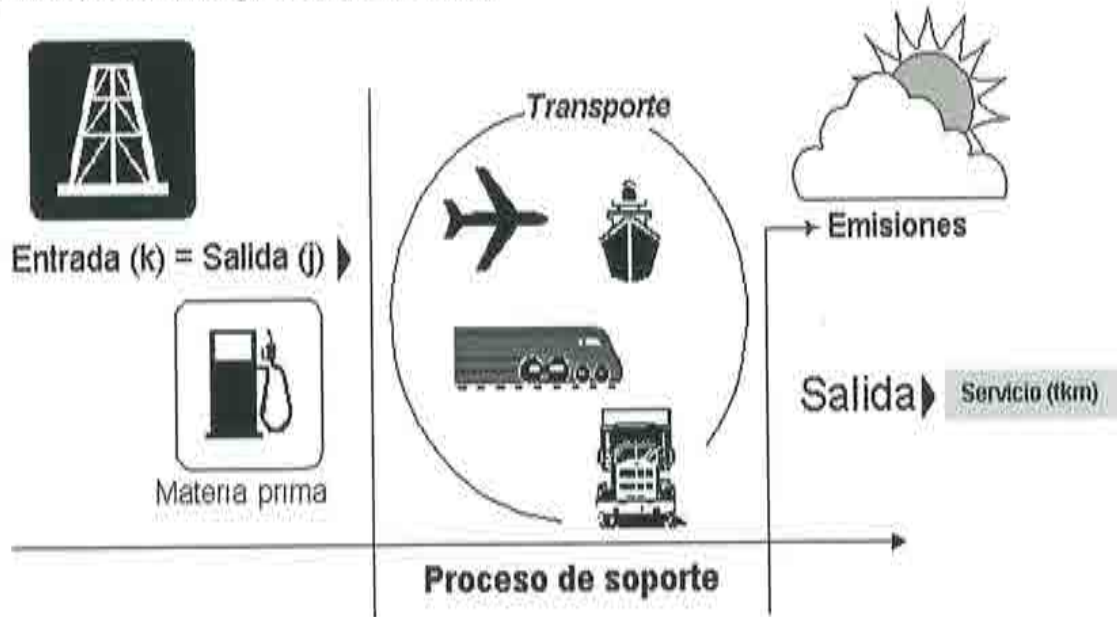 Transporte
Entrada (k) = Salida (j)
Emisiones
Salida
Servicio (tkm)
Materia prima
Proceso de soporte